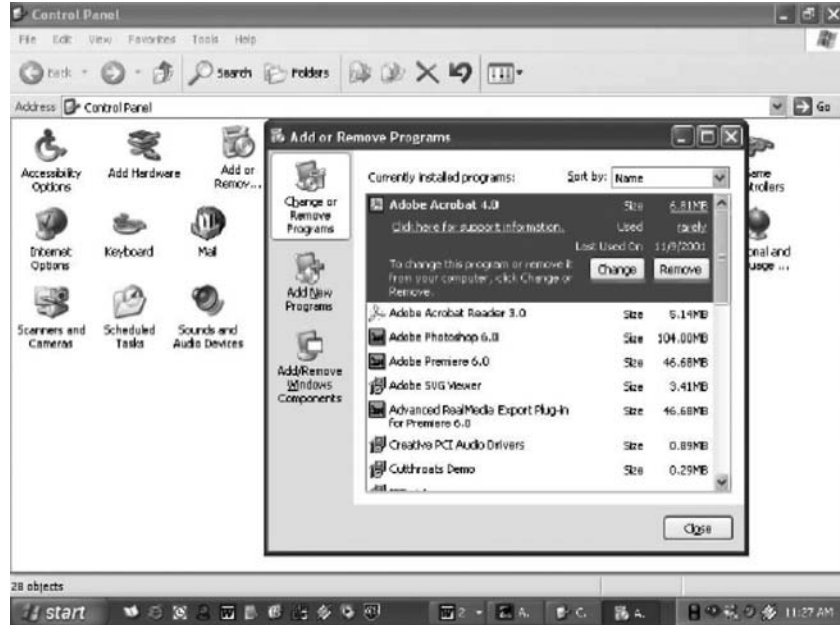 Control Panel
File Edit View Favorites Tools Help
Back Search Folders
Address Control Panel Go
Accessibility Options
Add Hardware
Add or Remov...
Internet Options
Keyboard
Mail
Scanners and Cameras
Scheduled Tasks
Sounds and Audio Devices
Add or Remove Programs
Change or Remove Programs
Add New Programs
Add/Remove Windows Components
Currently installed programs: Sort by: Name
Adobe Acrobat 4.0 Size 6.81MB
Click here for support information. Used rarely
Last Used On 11/9/2001
To change this program or remove it
from your computer, click Change or
Remove.
Change Remove
Adobe Acrobat Reader 3.0 Size 5.14MB
Adobe Photoshop 6.0 Size 104.00MB
Adobe Premiere 6.0 Size 46.68MB
Adobe SVG Viewer Size 3.41MB
Advanced RealMedia Export Plug-in Size 46.68MB
for Premiere 6.0
Creative PCI Audio Drivers Size 0.89MB
Cutthroats Demo Size 0.29MB
Close
28 objects
start 2 A. C. A. 11:27 AM